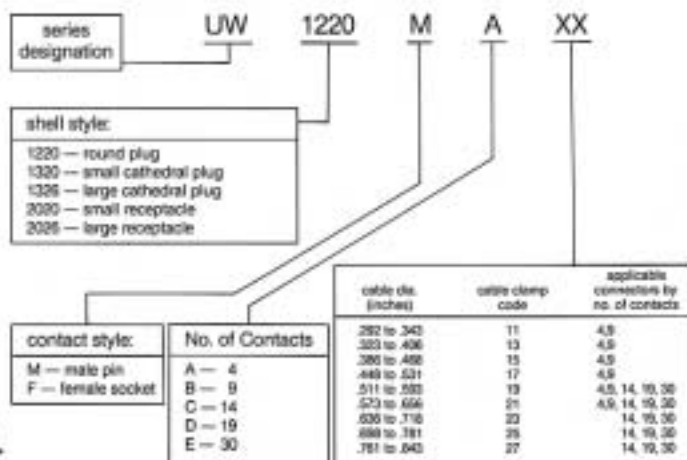 series designation
UW 1220 M A XX
shell style:
1220 — round plug
1320 — small cathedral plug
1326 — large cathedral plug
2020 — small receptacle
2026 — large receptacle
contact style:
M — male pin
F — female socket
No. of Contacts
A — 4
B — 9
C — 14
D — 19
E — 30
cable dia. (inches) cable clamp code applicable connectors by no. of contacts
.282 to .343 11 4,9
.323 to .406 13 4,9
.386 to .468 15 4,9
.448 to .531 17 4,9
.511 to .593 19 4,9, 14, 19, 30
.573 to .656 21 4,9, 14, 19, 30
.636 to .718 23 14, 19, 30
.698 to .781 25 14, 19, 30
.761 to .843 27 14, 19, 30